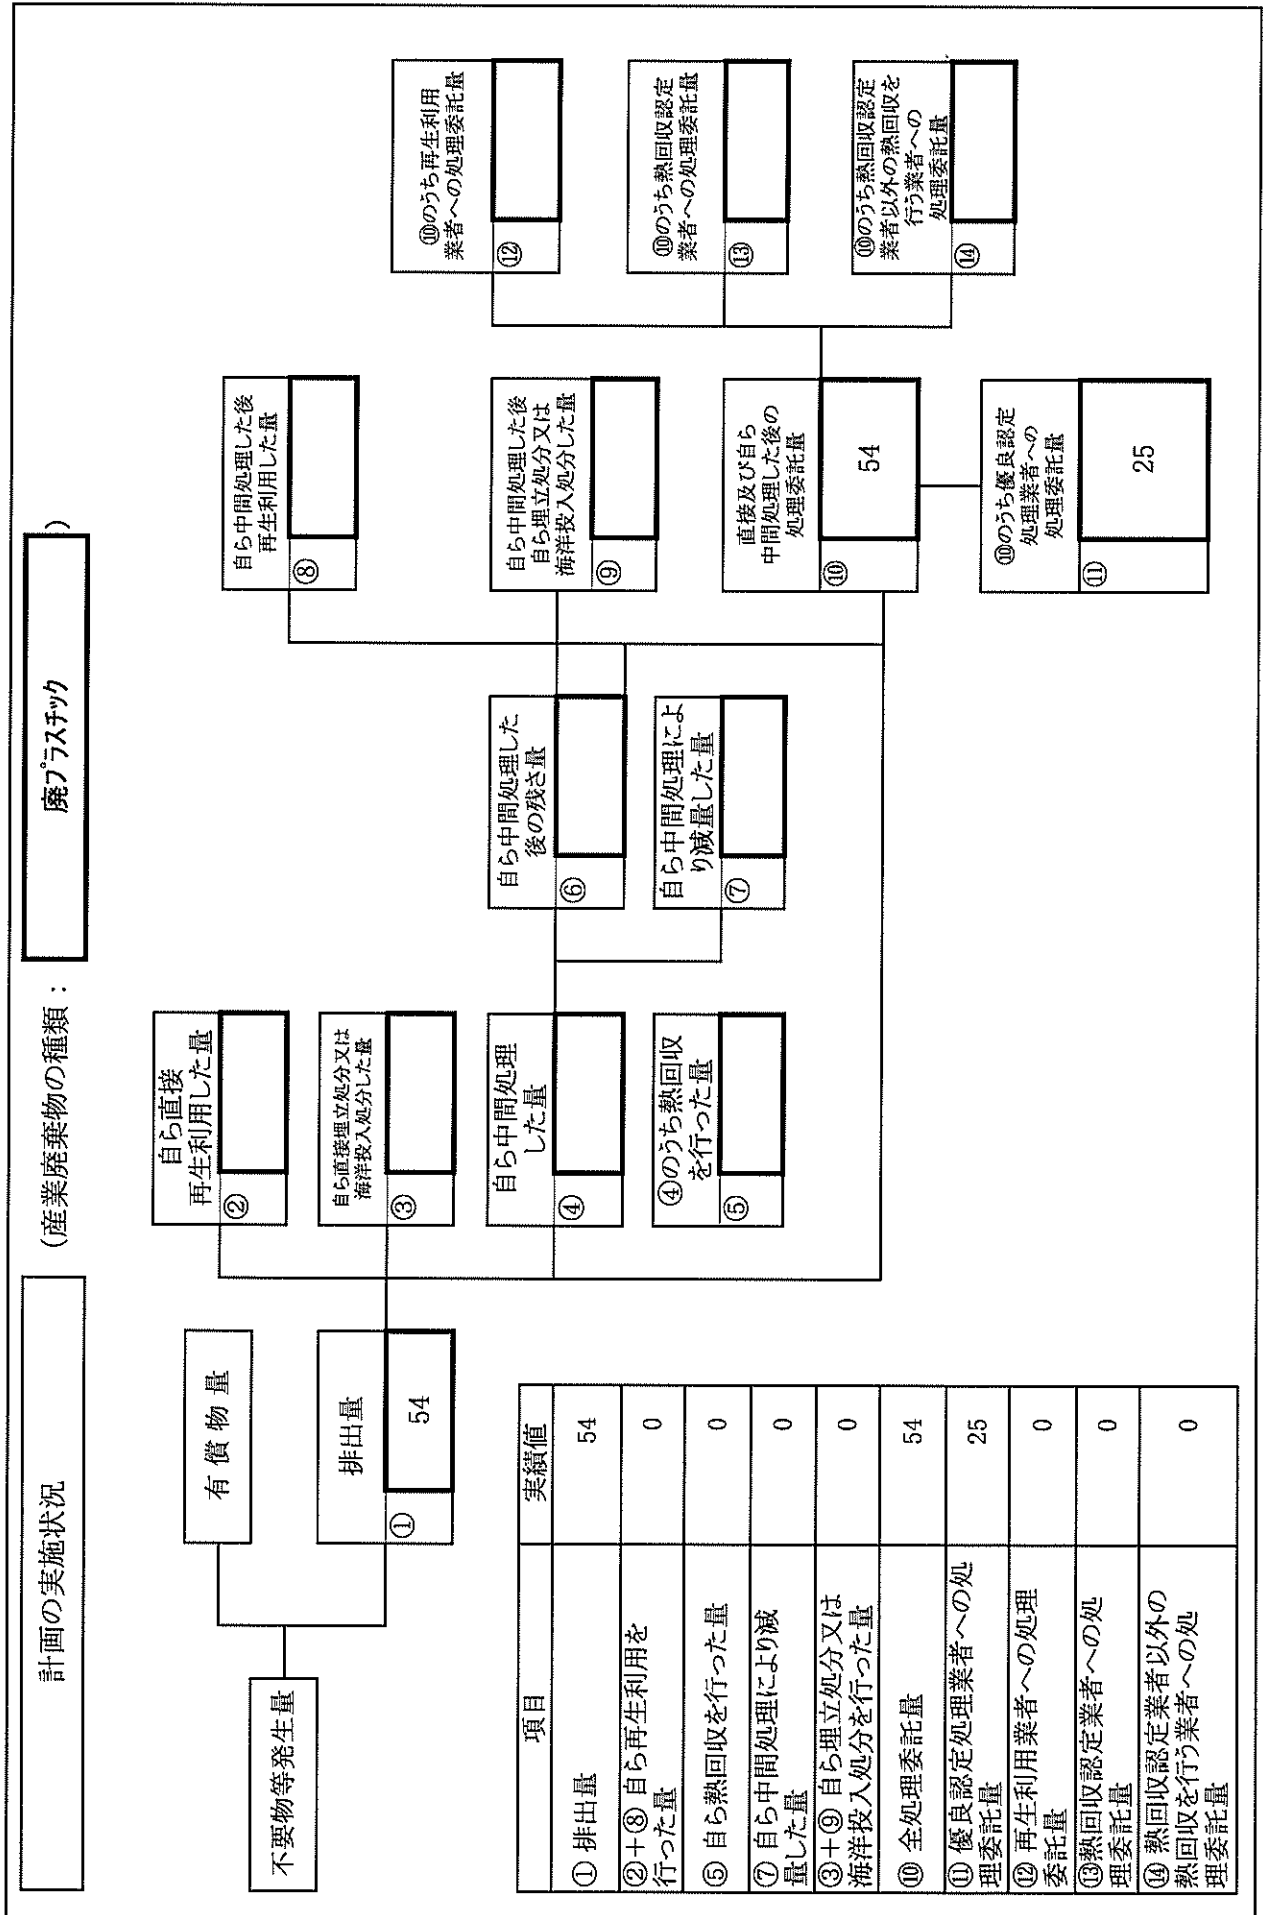 計画の実施状況
(産業廃棄物の種類：
廃プラスチック
)
不要物等発生量
有償物量
排出量
①
54
自ら直接
再生利用した量
②
自ら直接埋立処分又は
海洋投入処分した量
③
自ら中間処理
した量
④
④のうち熱回収
を行った量
⑤
自ら中間処理した
後の残さ量
⑥
自ら中間処理によ
り減量した量
⑦
自ら中間処理した後
再生利用した量
⑧
自ら中間処理した後
自ら埋立処分又は
海洋投入処分した量
⑨
直接及び自ら
中間処理した後の
処理委託量
⑩
54
⑩のうち優良認定
処理業者への
処理委託量
⑪
25
⑩のうち再生利用
業者への処理委託量
⑫
⑩のうち熱回収認定
業者への処理委託量
⑬
⑩のうち熱回収認定
業者以外の熱回収を
行う業者への
処理委託量
⑭
項目
実績値
① 排出量
54
②＋⑧ 自ら再生利用を
行った量
0
⑤ 自ら熱回収を行った量
0
⑦ 自ら中間処理により減
量した量
0
③＋⑨ 自ら埋立処分又は
海洋投入処分を行った量
0
⑩ 全処理委託量
54
⑪ 優良認定処理業者への処
理委託量
25
⑫ 再生利用業者への処理
委託量
0
⑬熱回収認定業者への処
理委託量
0
⑭ 熱回収認定業者以外の
熱回収を行う業者への処
理委託量
0